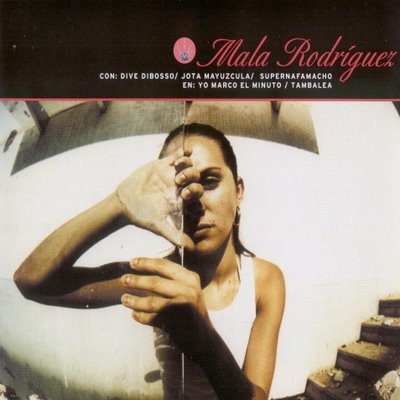 Mala Rodríguez
CON: DIVE DIBOSSO/ JOTA MAYUZCULA/ SUPERNAFAMACHO
EN: YO MARCO EL MINUTO / TAMBALEA